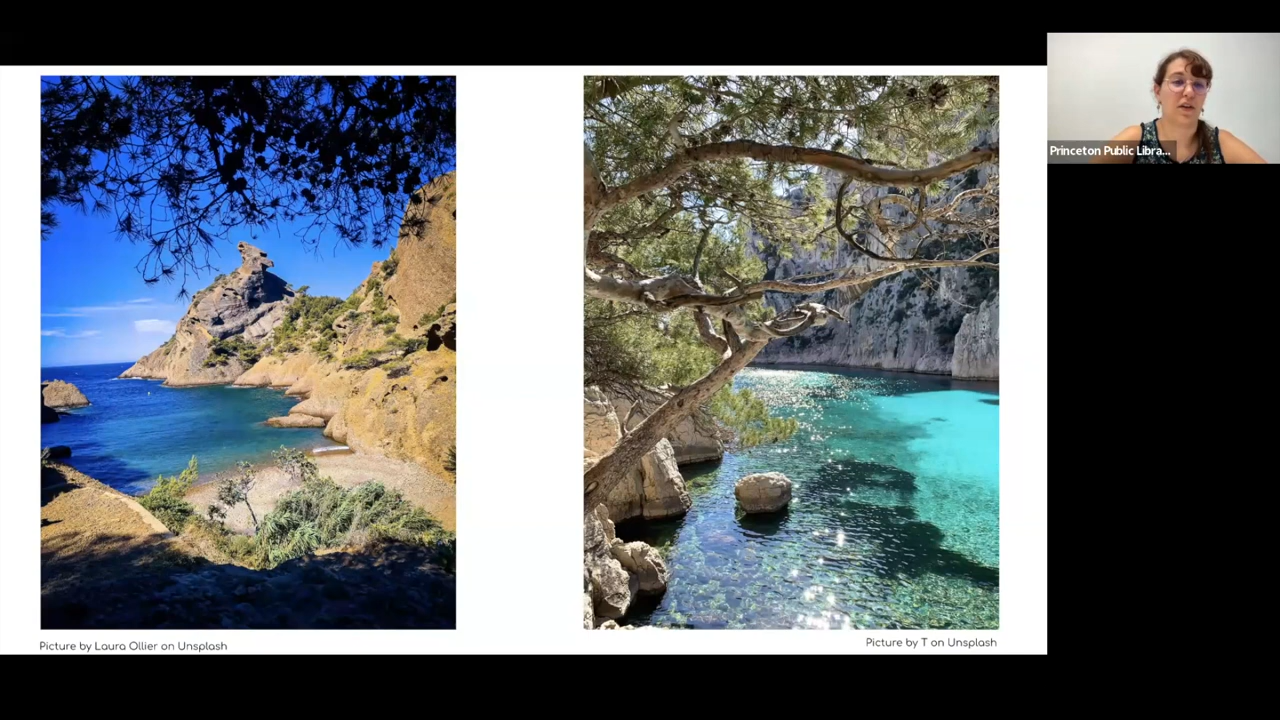 Princeton Public Libra...
Picture by Laura Ollier on Unsplash
Picture by T on Unsplash